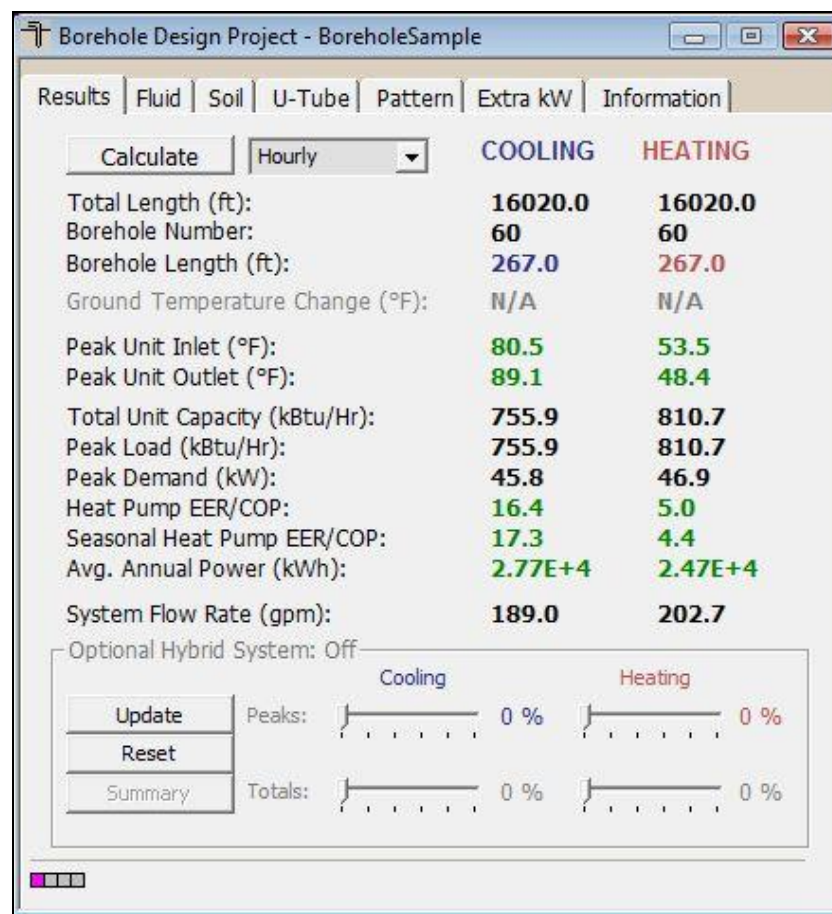 Borehole Design Project - BoreholeSample
Results Fluid Soil U-Tube Pattern Extra kW Information
Calculate Hourly COOLING HEATING
Total Length (ft): 16020.0 16020.0
Borehole Number: 60 60
Borehole Length (ft): 267.0 267.0
Ground Temperature Change (°F): N/A N/A
Peak Unit Inlet (°F): 80.5 53.5
Peak Unit Outlet (°F): 89.1 48.4
Total Unit Capacity (kBtu/Hr): 755.9 810.7
Peak Load (kBtu/Hr): 755.9 810.7
Peak Demand (kW): 45.8 46.9
Heat Pump EER/COP: 16.4 5.0
Seasonal Heat Pump EER/COP: 17.3 4.4
Avg. Annual Power (kWh): 2.77E+4 2.47E+4
System Flow Rate (gpm): 189.0 202.7
Optional Hybrid System: Off
Cooling Heating
Update Peaks: 0 % 0 %
Reset
Summary Totals: 0 % 0 %